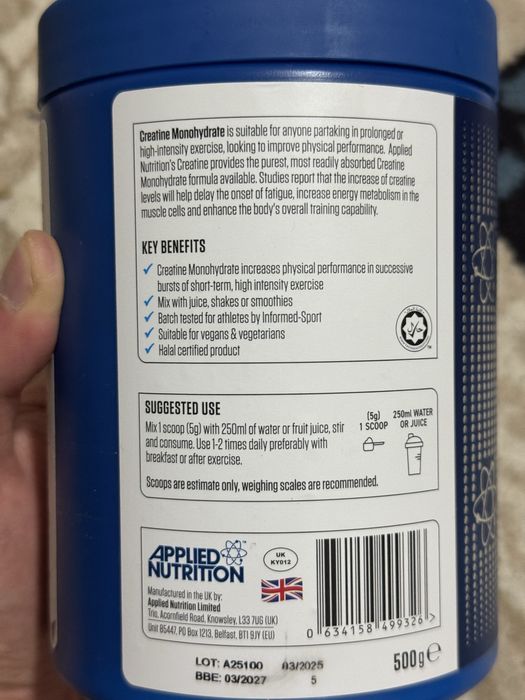 Creatine Monohydrate is suitable for anyone partaking in prolonged or
high-intensity exercise, looking to improve physical performance. Applied
Nutrition's Creatine provides the purest, most readily absorbed Creatine
Monohydrate formula available. Studies report that the increase of creatine
levels will help delay the onset of fatigue, increase energy metabolism in the
muscle cells and enhance the body's overall training capability.
KEY BENEFITS
✓ Creatine Monohydrate increases physical performance in successive
bursts of short-term, high intensity exercise
✓ Mix with juice, shakes or smoothies
✓ Batch tested for athletes by Informed-Sport
✓ Suitable for vegans & vegetarians
✓ Halal certified product
SUGGESTED USE
Mix 1 scoop (5g) with 250ml of water or fruit juice, stir
and consume. Use 1-2 times daily preferably with
breakfast or after exercise.
Scoops are estimate only, weighing scales are recommended.
(5g)
1 SCOOP
250ml WATER
OR JUICE
APPLIED
NUTRITION™
UK
KY012
Manufactured in the UK by:
Applied Nutrition Limited
Trio, Acornfield Road, Knowsley, L33 7UG (UK)
Unit 85447, PO Box 1213, Belfast, BT1 9JY (EU)
0 634158 499326 >
LOT: A25100 03/2025
BBE: 03/2027 5
500g e